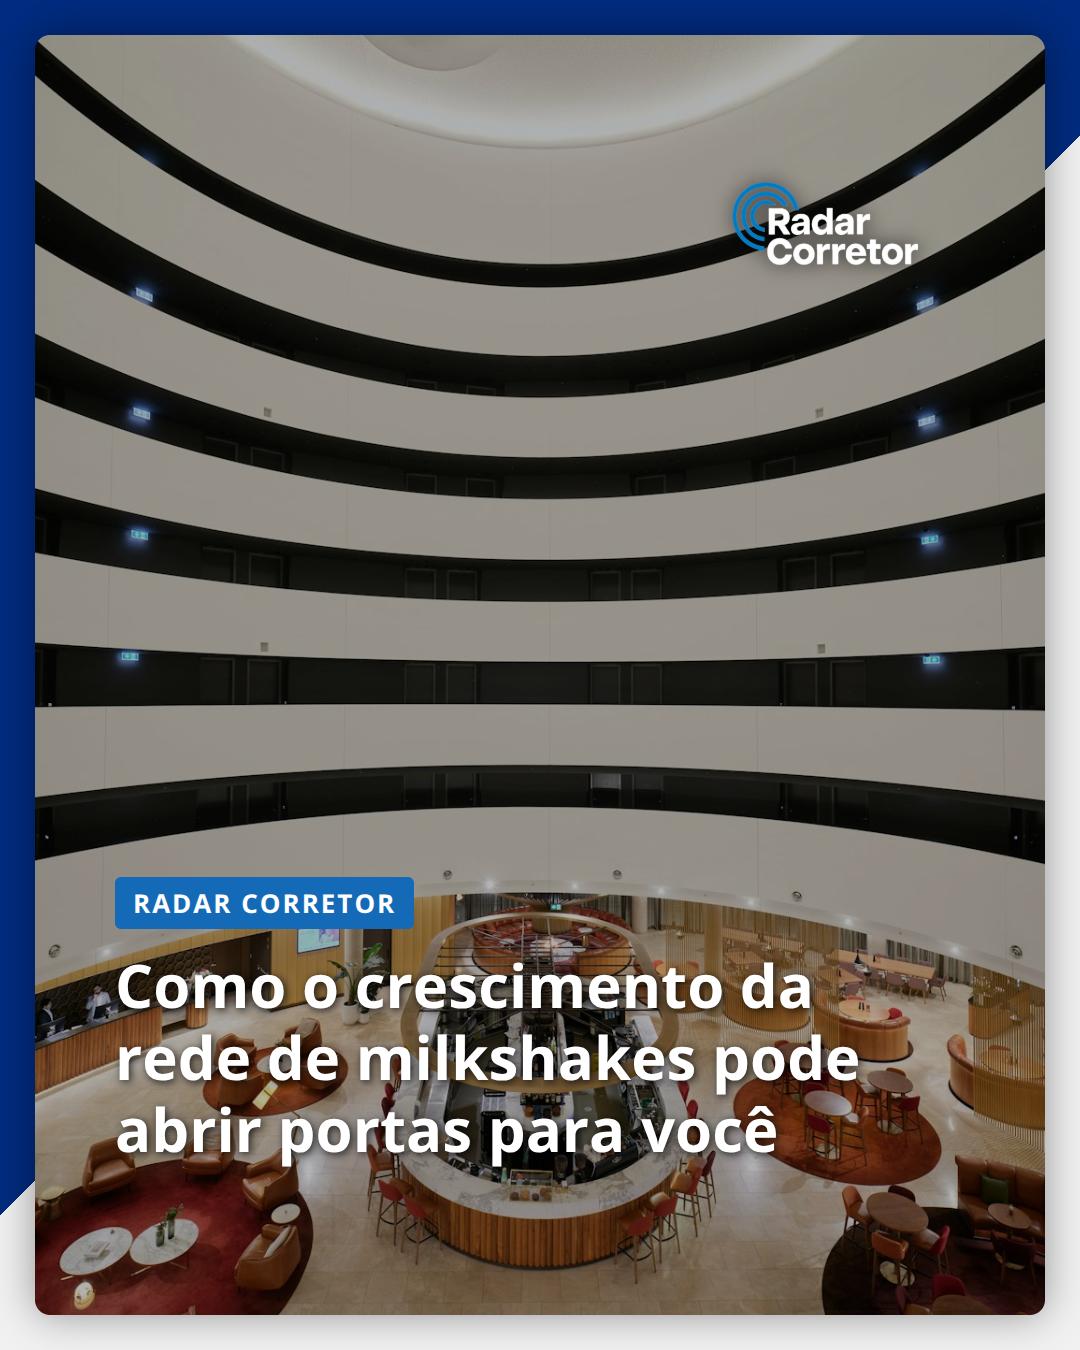 Radar
Corretor
RADAR CORRETOR
Como o crescimento da
rede de milkshakes pode
abrir portas para você